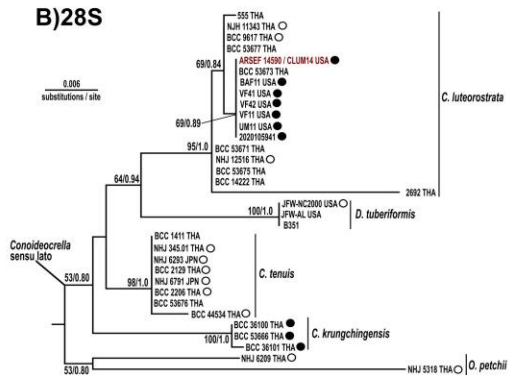 B)28S
0.006
substitutions / site
555 THA
NJH 11343 THA
BCC 9617 THA
BCC 53677 THA
69/0.84
ARSEF 14590 / CLUM14 USA
BCC 53673 THA
BAF11 USA
VF41 USA
VF42 USA
VF11 USA
UM11 USA
2020105941
69/0.89
C. luteorostrata
95/1.0
BCC 53671 THA
NHJ 12516 THA
BCC 53675 THA
BCC 14222 THA
2692 THA
64/0.94
JFW-NC2000 USA
JFW-AL USA
B351
100/1.0
D. tuberiformis
Conoideocrella
sensu lato
53/0.80
BCC 1411 THA
NHJ 345.01 THA
NHJ 6293 JPN
BCC 2129 THA
NHJ 6791 JPN
BCC 2206 THA
BCC 53676 THA
BCC 44534 THA
98/1.0
C. tenuis
BCC 36100 THA
BCC 53666 THA
BCC 36101 THA
100/1.0
C. krungchingensis
NHJ 6209 THA
53/0.80
NHJ 5318 THA
O. petchii